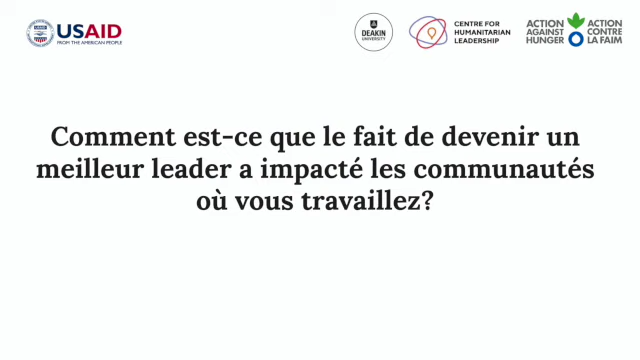 USAID
FROM THE AMERICAN PEOPLE
DEAKIN
UNIVERSITY
CENTRE FOR
HUMANITARIAN
LEADERSHIP
ACTION
AGAINST
HUNGER
ACTION
CONTRE
LA FAIM
Comment est-ce que le fait de devenir un
meilleur leader a impacté les communautés
où vous travaillez?